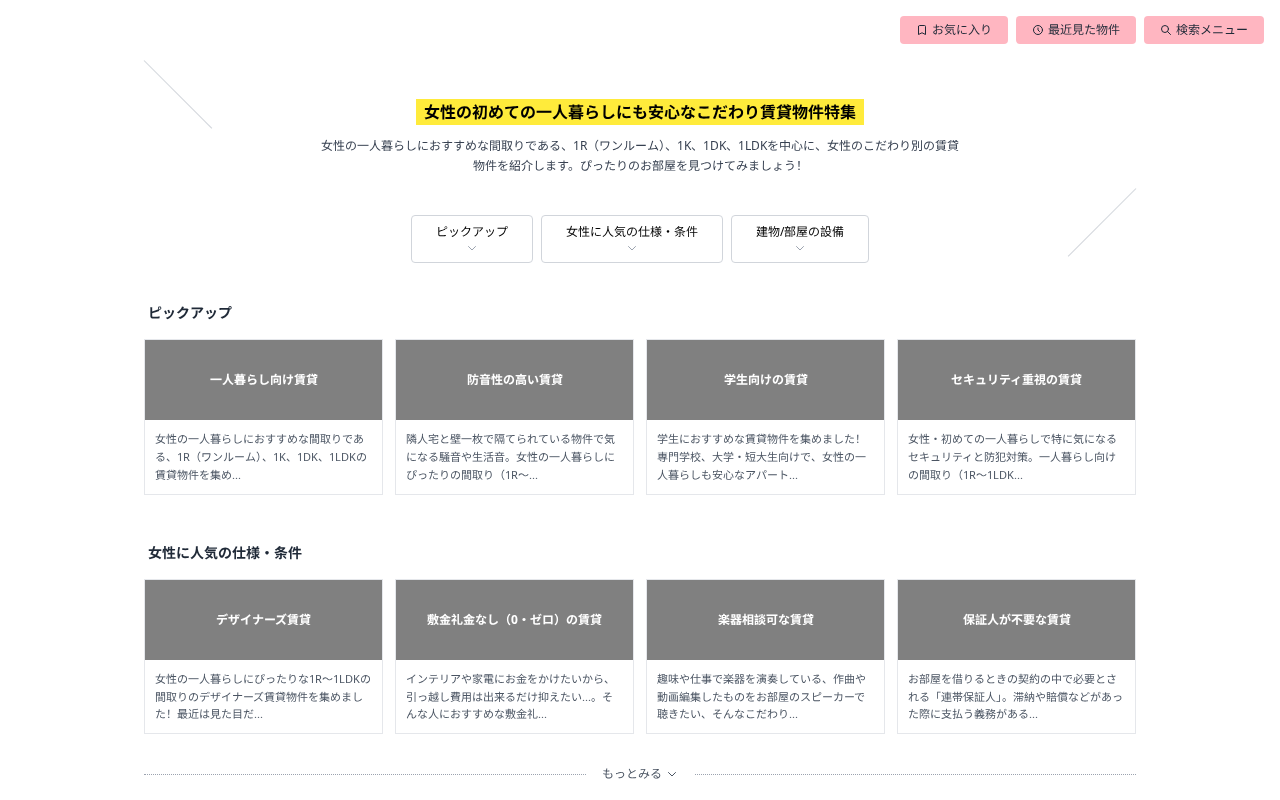 お気に入り
最近見た物件
検索メニュー
女性の初めての一人暮らしにも安心なこだわり賃貸物件特集
女性の一人暮らしにおすすめな間取りである、1R（ワンルーム）、1K、1DK、1LDKを中心に、女性のこだわり別の賃貸
物件を紹介します。ぴったりのお部屋を見つけてみましょう！
ピックアップ
女性に人気の仕様・条件
建物/部屋の設備
ピックアップ
一人暮らし向け賃貸
女性の一人暮らしにおすすめな間取りであ
る、1R（ワンルーム）、1K、1DK、1LDKの
賃貸物件を集め...
防音性の高い賃貸
隣人宅と壁一枚で隔てられている物件で気
になる騒音や生活音。女性の一人暮らしに
ぴったりの間取り（1R〜...
学生向けの賃貸
学生におすすめな賃貸物件を集めました！
専門学校、大学・短大生向けで、女性の一
人暮らしも安心なアパート...
セキュリティ重視の賃貸
女性・初めての一人暮らしで特に気になる
セキュリティと防犯対策。一人暮らし向け
の間取り（1R〜1LDK...
女性に人気の仕様・条件
デザイナーズ賃貸
女性の一人暮らしにぴったりな1R〜1LDKの
間取りのデザイナーズ賃貸物件を集めまし
た！最近は見た目だ...
敷金礼金なし（0・ゼロ）の賃貸
インテリアや家電にお金をかけたいから、
引っ越し費用は出来るだけ抑えたい...。そ
んな人におすすめな敷金礼...
楽器相談可な賃貸
趣味や仕事で楽器を演奏している、作曲や
動画編集したものをお部屋のスピーカーで
聴きたい、そんなこだわり...
保証人が不要な賃貸
お部屋を借りるときの契約の中で必要とさ
れる「連帯保証人」。滞納や賠償などがあっ
た際に支払う義務がある...
もっとみる